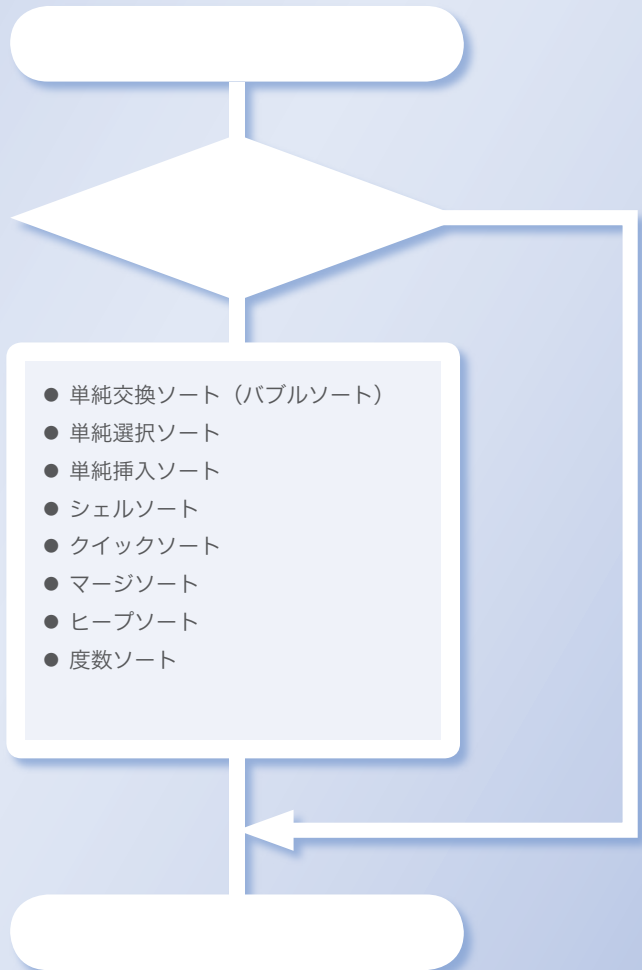 ● 単純交換ソート（バブルソート）
● 単純選択ソート
● 単純挿入ソート
● シェルソート
● クイックソート
● マージソート
● ヒープソート
● 度数ソート